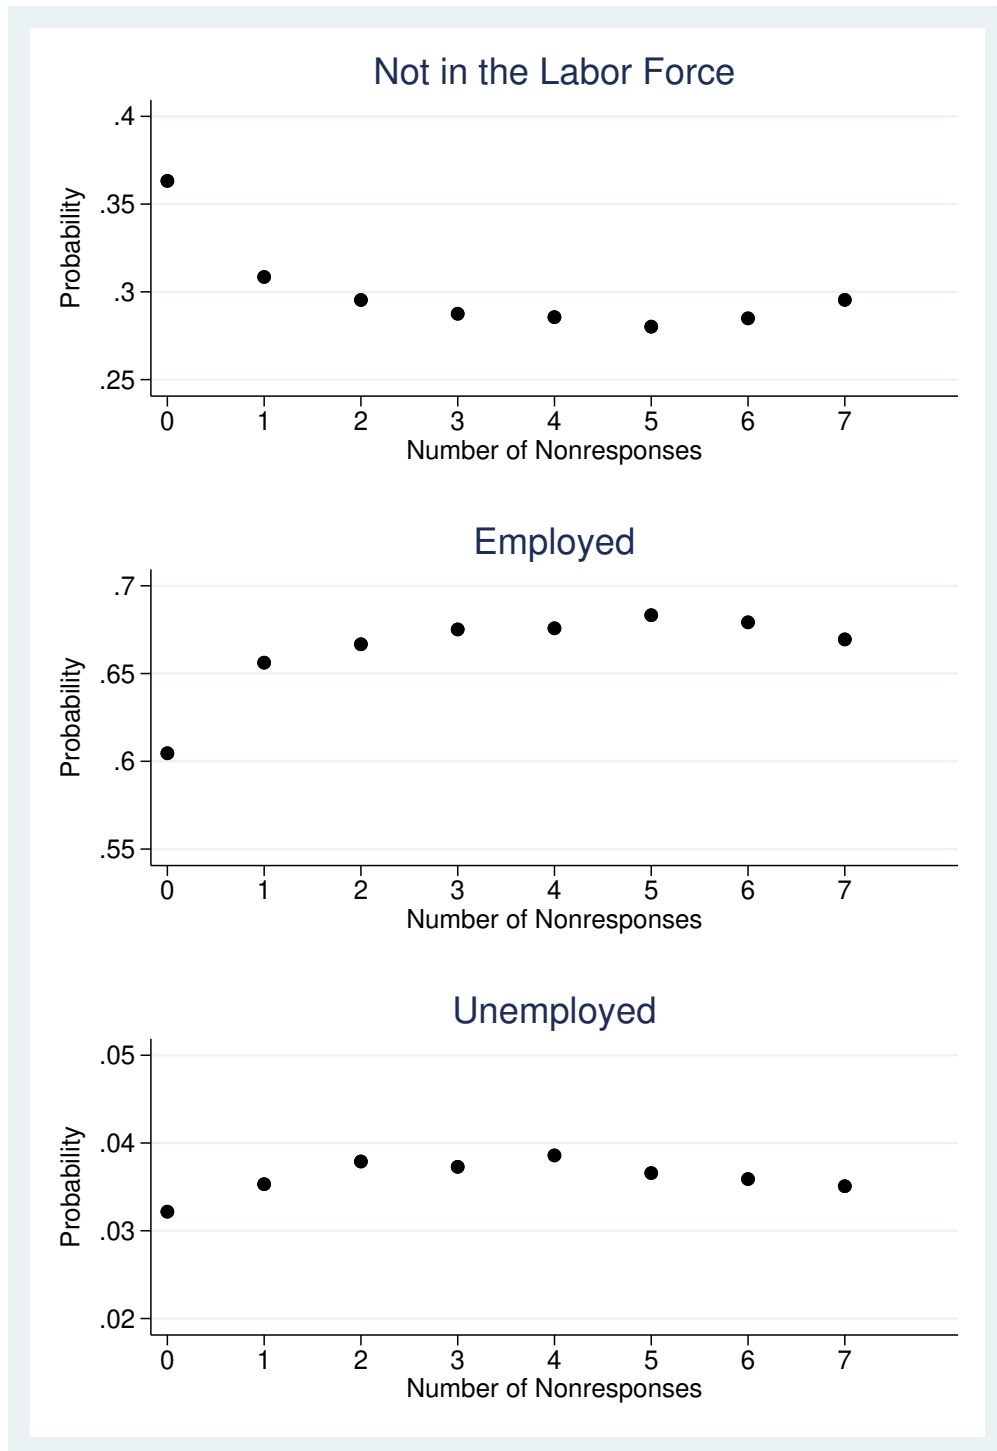 Not in the Labor Force
Probability
.4
.35
.3
.25
0 1 2 3 4 5 6 7
Number of Nonresponses
Employed
Probability
.7
.65
.6
.55
0 1 2 3 4 5 6 7
Number of Nonresponses
Unemployed
Probability
.05
.04
.03
.02
0 1 2 3 4 5 6 7
Number of Nonresponses